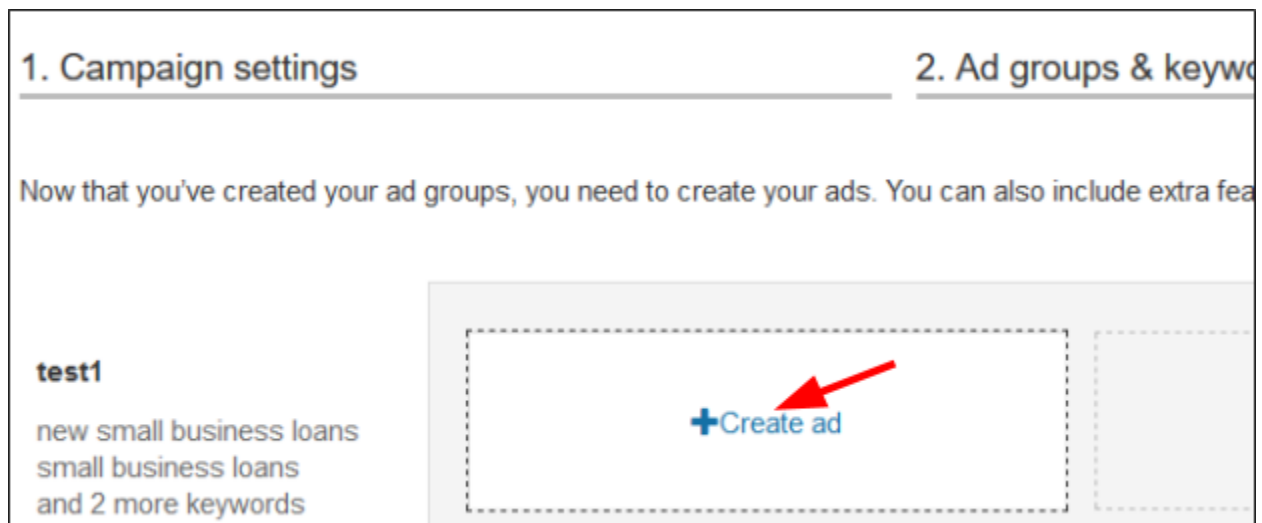 1. Campaign settings
2. Ad groups & keywo
Now that you've created your ad groups, you need to create your ads. You can also include extra fea
test1
new small business loans
small business loans
and 2 more keywords
+Create ad